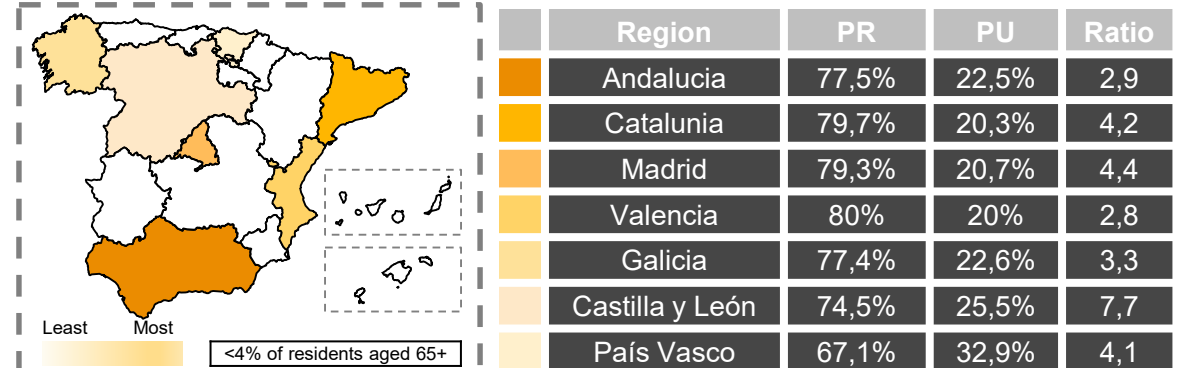 Least Most
<4% of residents aged 65+
Region PR PU Ratio
Andalucia 77,5% 22,5% 2,9
Catalunia 79,7% 20,3% 4,2
Madrid 79,3% 20,7% 4,4
Valencia 80% 20% 2,8
Galicia 77,4% 22,6% 3,3
Castilla y León 74,5% 25,5% 7,7
País Vasco 67,1% 32,9% 4,1